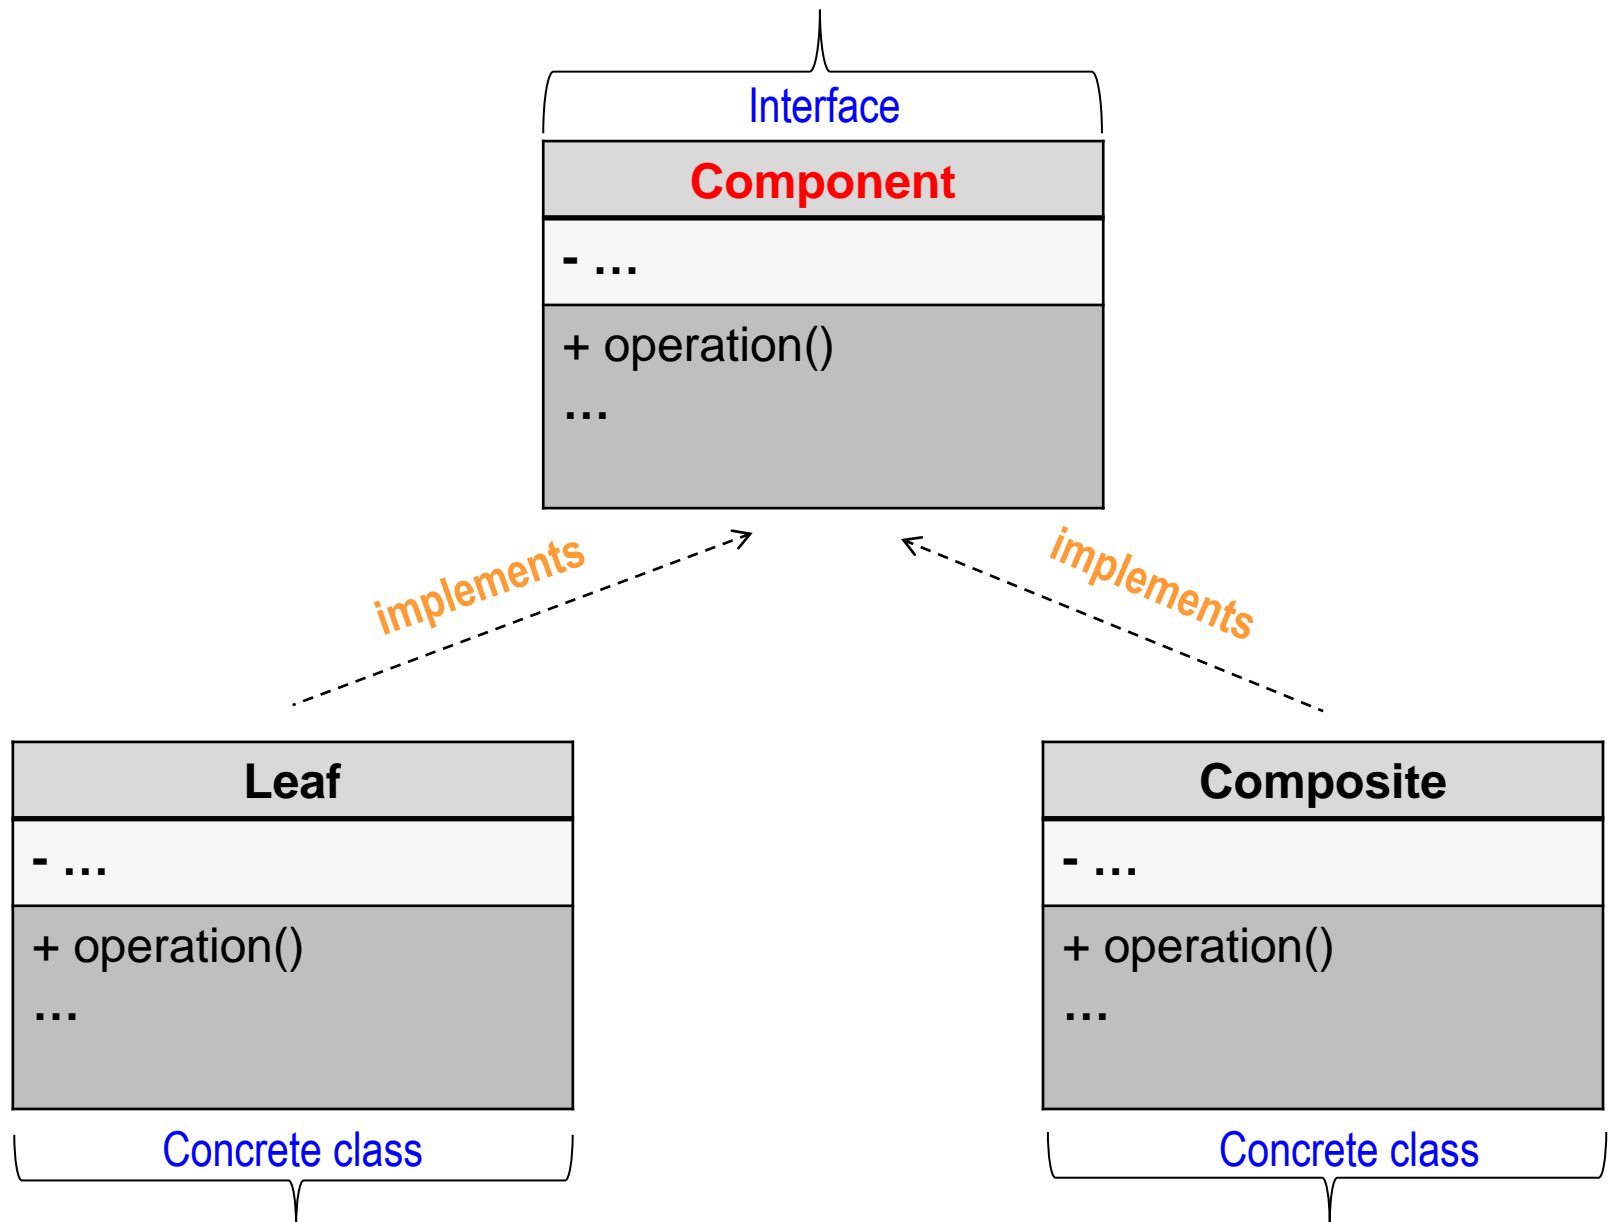 Interface
Component
- …
+ operation()
…
implements
implements
Leaf
- …
+ operation()
…
Concrete class
Composite
- …
+ operation()
…
Concrete class